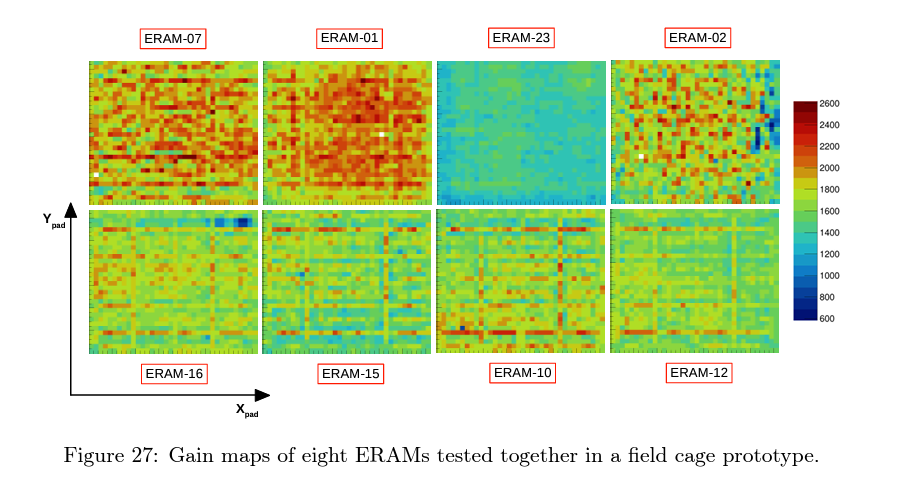 ERAM-07 ERAM-01 ERAM-23 ERAM-02
2600
2400
2200
2000
1800
1600
1400
1200
1000
800
600
Ypad
ERAM-16 ERAM-15 ERAM-10 ERAM-12
Xpad
Figure 27: Gain maps of eight ERAMs tested together in a field cage prototype.